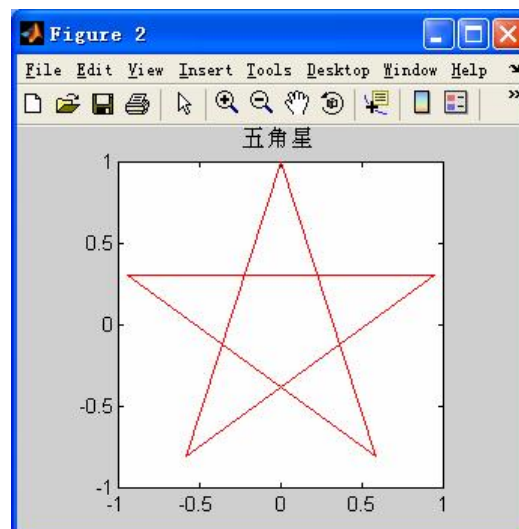 Figure 2
File Edit View Insert Tools Desktop Window Help
五角星
1
0.5
0
-0.5
-1
-1 -0.5 0 0.5 1